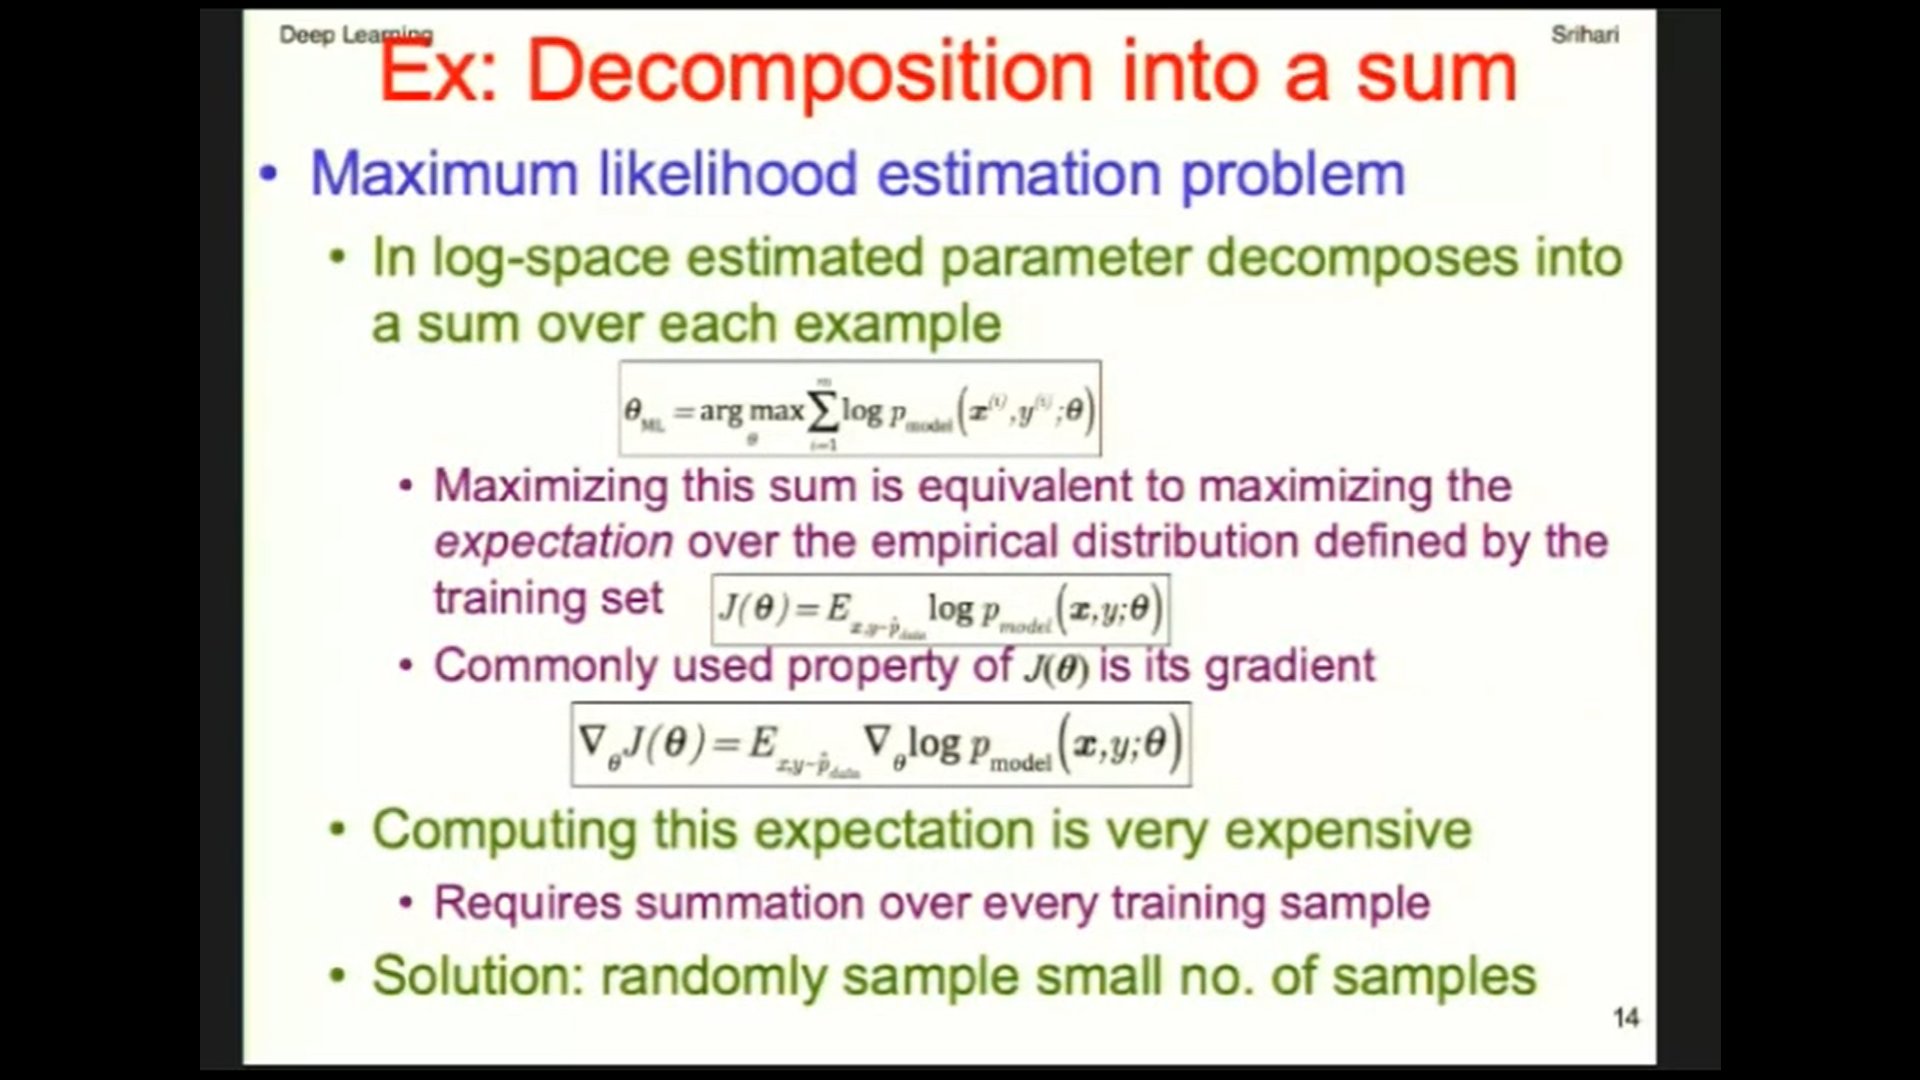 Deep Learning
Srihari
Ex: Decomposition into a sum
• Maximum likelihood estimation problem
• In log-space estimated parameter decomposes into
a sum over each example
θ_ML = arg max_θ ∑_{i=1}^{m} log p_model (x^(i), y^(i); θ)
• Maximizing this sum is equivalent to maximizing the
expectation over the empirical distribution defined by the
training set J(θ) = E_{x,y~p̂_data} log p_model (x,y;θ)
• Commonly used property of J(θ) is its gradient
∇_θ J(θ) = E_{x,y~p̂_data} ∇_θ log p_model (x,y;θ)
• Computing this expectation is very expensive
• Requires summation over every training sample
• Solution: randomly sample small no. of samples
14